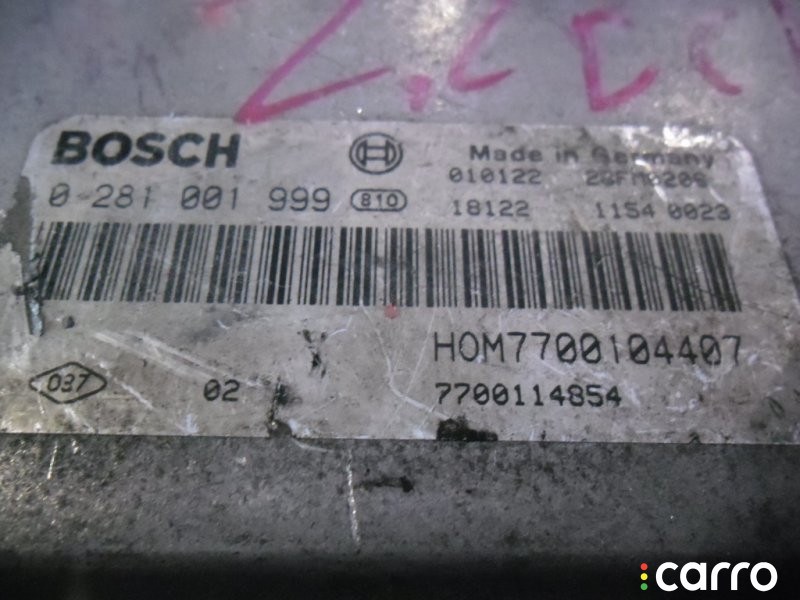 BOSCH
Made in Germany
0 281 001 999 810
010122
18122 1154 0023
HOM7700104407
037 02 7700114854
carro